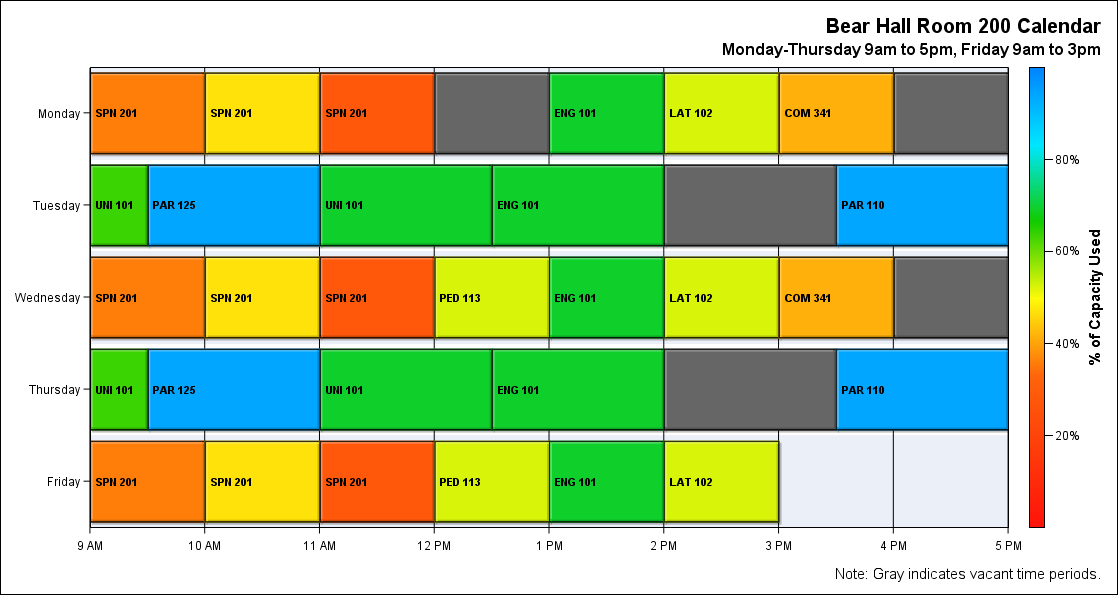 Bear Hall Room 200 Calendar
Monday-Thursday 9am to 5pm, Friday 9am to 3pm
Monday
SPN 201
SPN 201
SPN 201
ENG 101
LAT 102
COM 341
Tuesday
UNI 101
PAR 125
UNI 101
ENG 101
PAR 110
Wednesday
SPN 201
SPN 201
SPN 201
PED 113
ENG 101
LAT 102
COM 341
Thursday
UNI 101
PAR 125
UNI 101
ENG 101
PAR 110
Friday
SPN 201
SPN 201
SPN 201
PED 113
ENG 101
LAT 102
9 AM
10 AM
11 AM
12 PM
1 PM
2 PM
3 PM
4 PM
5 PM
80%
60%
40%
20%
% of Capacity Used
Note: Gray indicates vacant time periods.